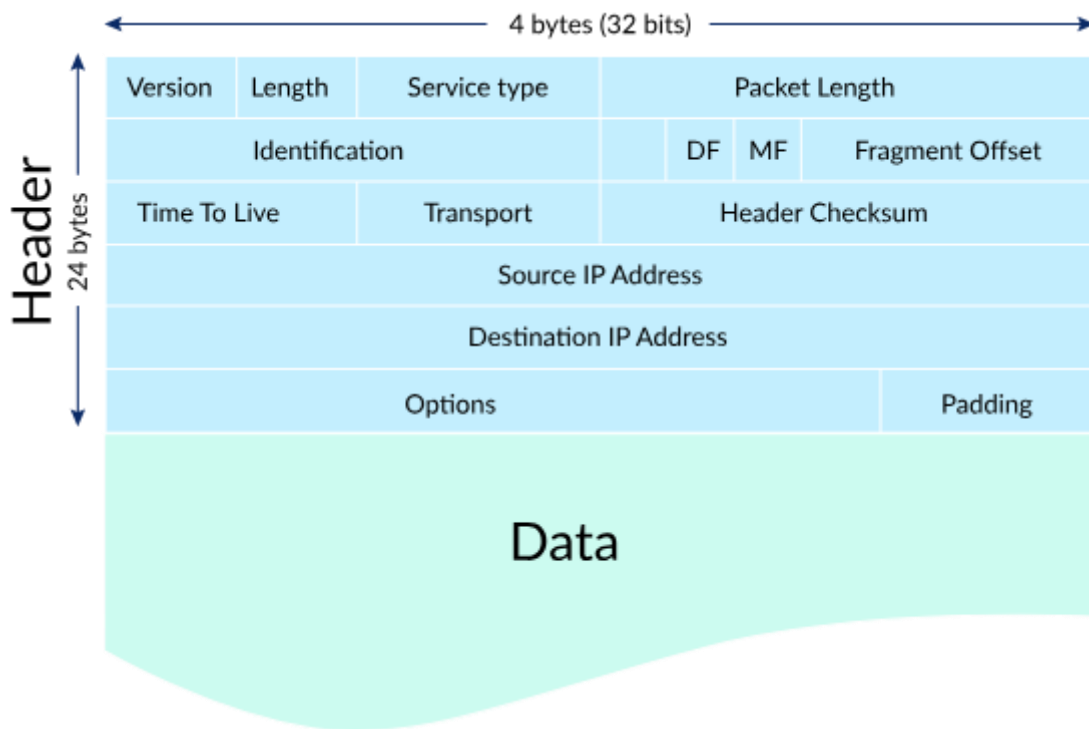 4 bytes (32 bits)
Version Length Service type Packet Length
Identification DF MF Fragment Offset
Time To Live Transport Header Checksum
Source IP Address
Destination IP Address
Options Padding
Header
24 bytes
Data